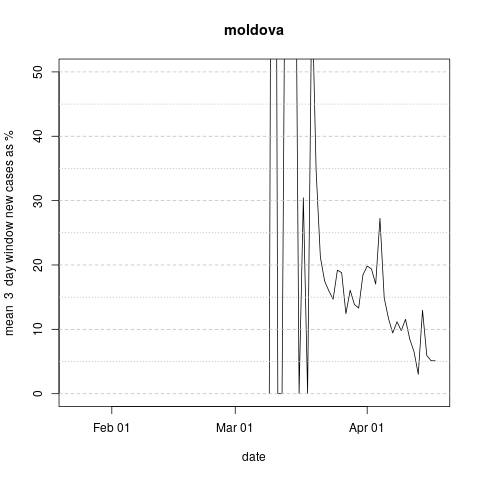 moldova
mean 3 day window new cases as %
50
40
30
20
10
0
Feb 01
Mar 01
Apr 01
date